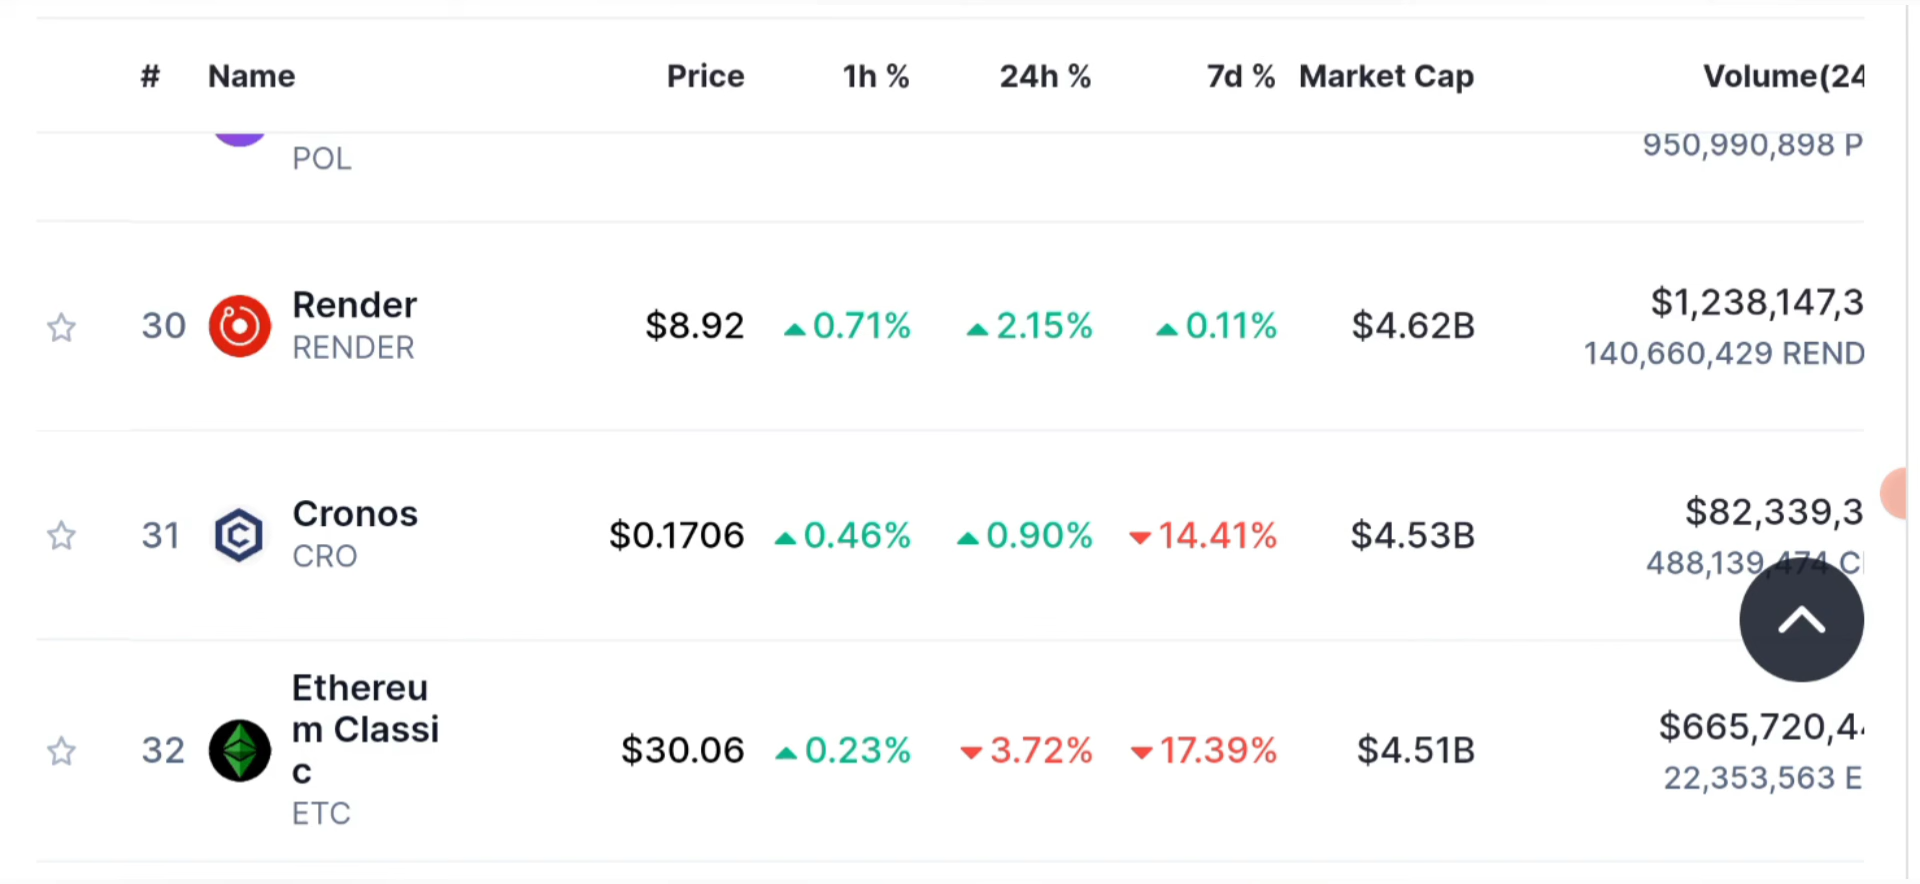 # Name Price 1h % 24h % 7d % Market Cap Volume(24
POL 950,990,898 P
30 Render RENDER $8.92 0.71% 2.15% 0.11% $4.62B $1,238,147,3
140,660,429 REND
31 Cronos CRO $0.1706 0.46% 0.90% 14.41% $4.53B $82,339,3
488,139,474 C
32 Ethereu
m Classi
c
ETC $30.06 0.23% 3.72% 17.39% $4.51B $665,720,4
22,353,563 E